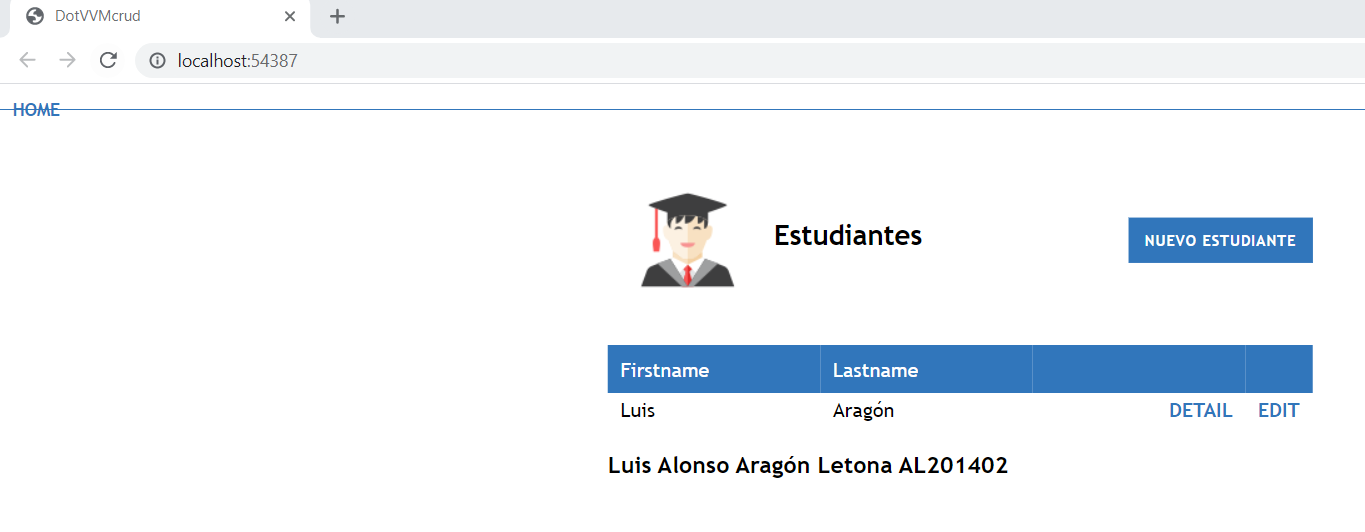 DotVVMcrud
localhost:54387
HOME
Estudiantes
NUEVO ESTUDIANTE
Firstname Lastname
Luis Aragón DETAIL EDIT
Luis Alonso Aragón Letona AL201402